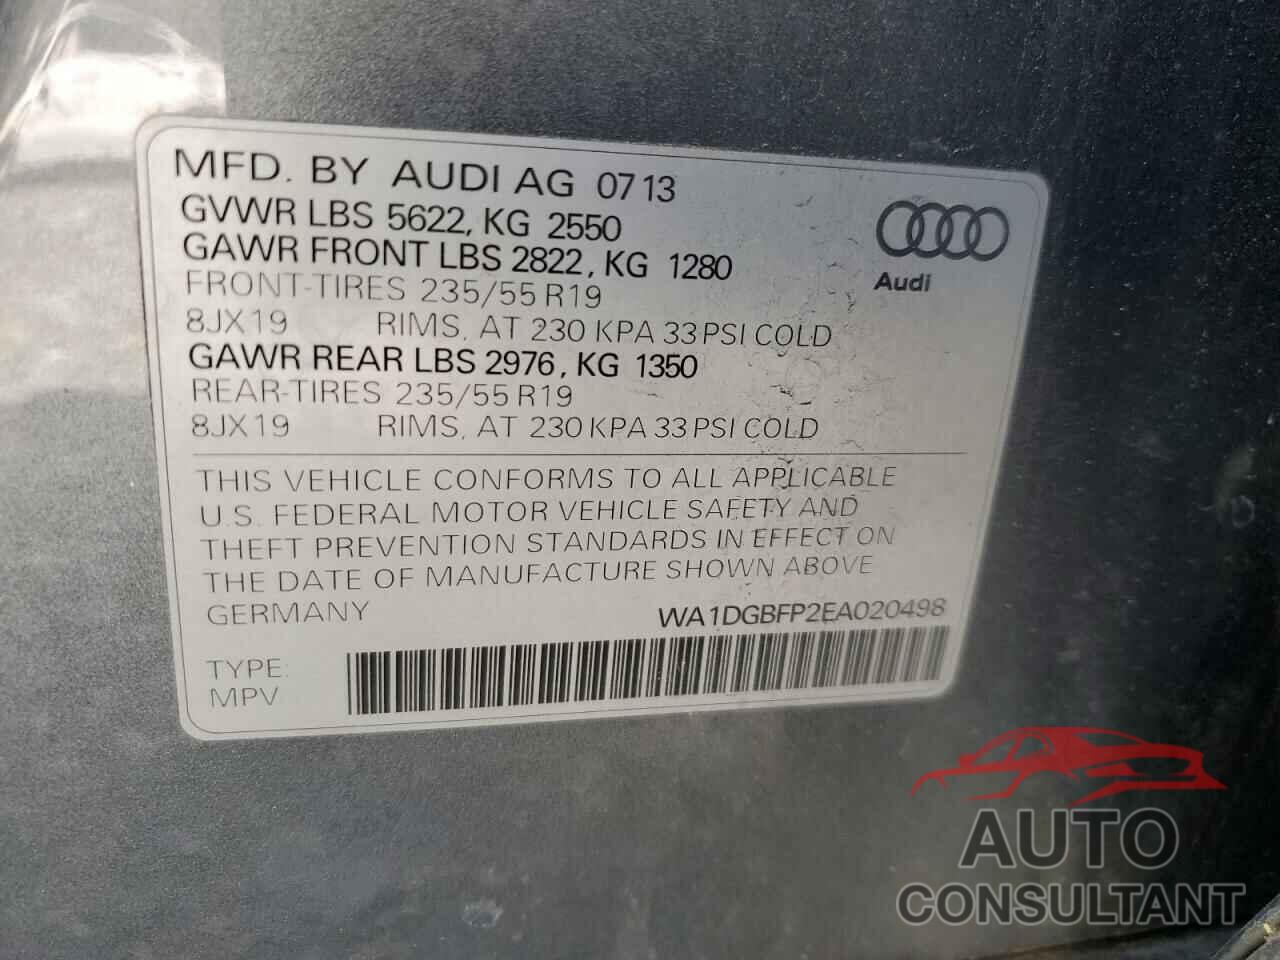 MFD. BY AUDI AG 0713
GVWR LBS 5622, KG 2550
GAWR FRONT LBS 2822, KG 1280
FRONT-TIRES 235/55 R19
8JX19 RIMS, AT 230 KPA 33 PSI COLD
GAWR REAR LBS 2976, KG 1350
REAR-TIRES 235/55 R19
8JX19 RIMS, AT 230 KPA 33 PSI COLD
Audi
THIS VEHICLE CONFORMS TO ALL APPLICABLE
U.S. FEDERAL MOTOR VEHICLE SAFETY AND
THEFT PREVENTION STANDARDS IN EFFECT ON
THE DATE OF MANUFACTURE SHOWN ABOVE
GERMANY WA1DGBFP2EA020498
TYPE:
MPV
AUTO
CONSULTANT